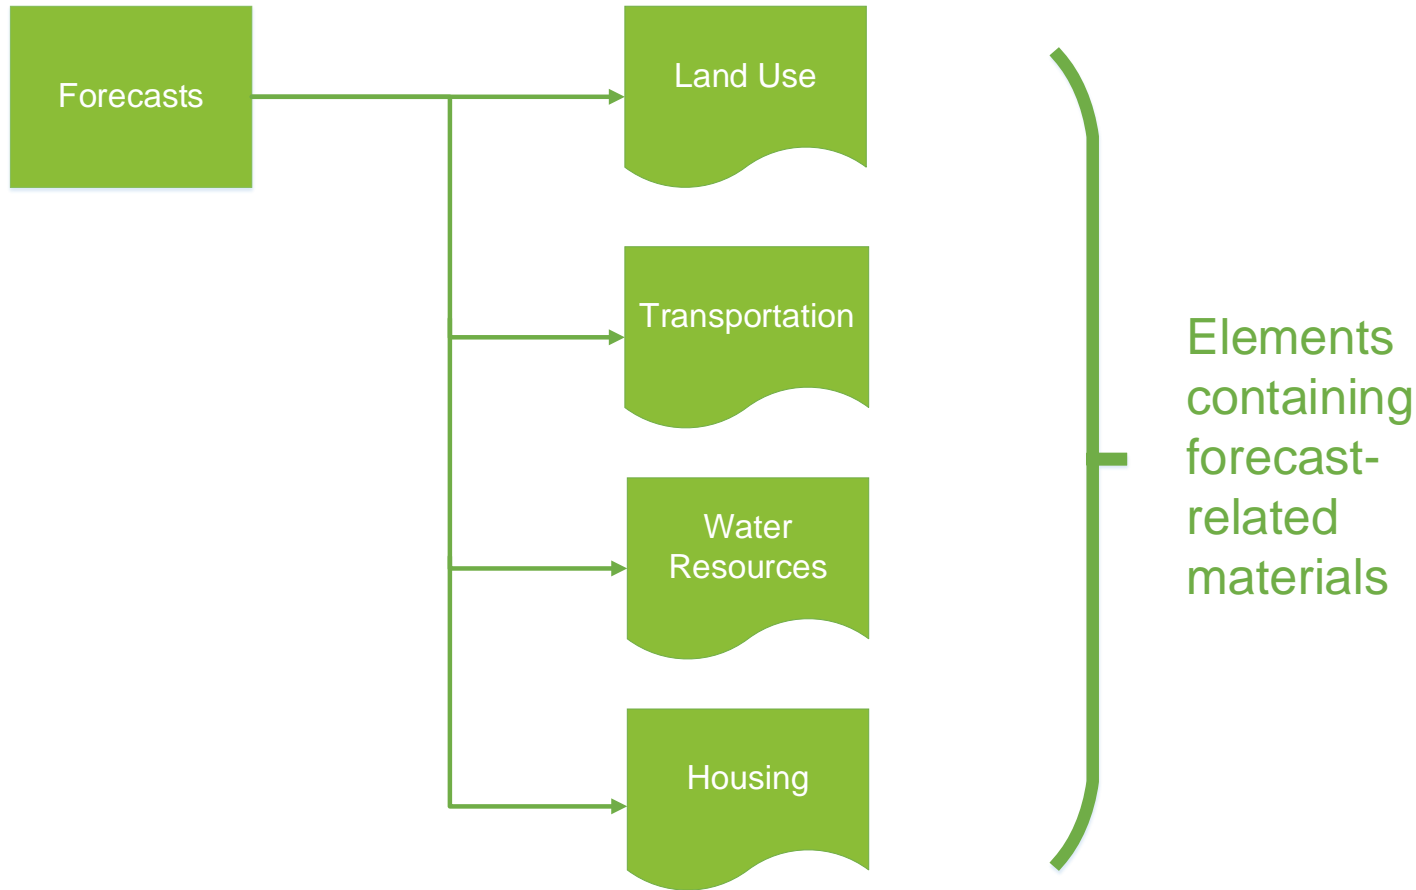 Forecasts
Land Use
Transportation
Water
Resources
Housing
Elements
containing
forecast-
related
materials